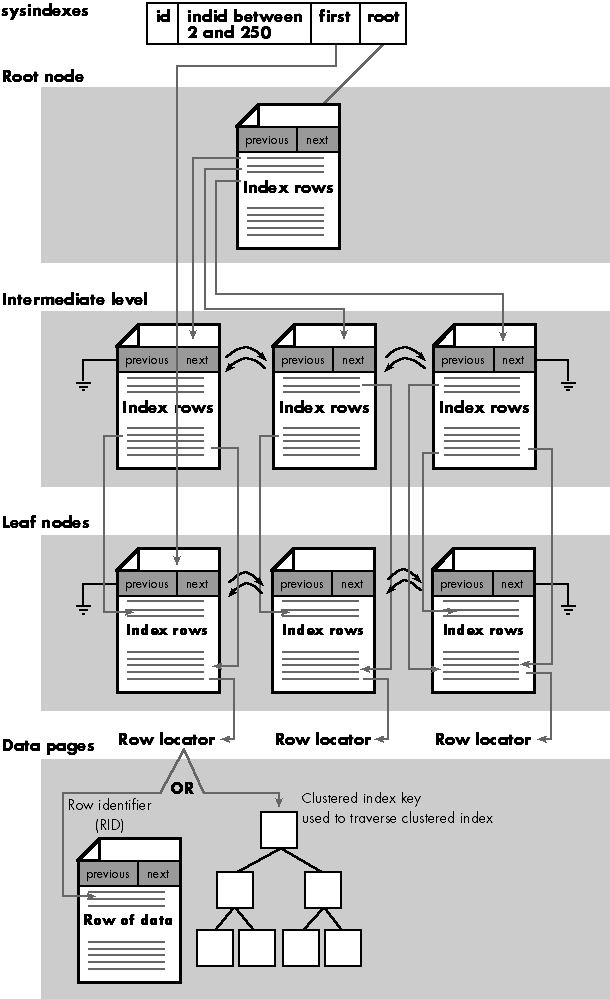 sysindexes
id
indid between
2 and 250
first
root
Root node
previous
next
Index rows
Intermediate level
previous
next
Index rows
previous
next
Index rows
previous
next
Index rows
Leaf nodes
previous
next
Index rows
previous
next
Index rows
previous
next
Index rows
Row locator
Row locator
Row locator
Data pages
OR
Row identifier
(RID)
Clustered index key
used to traverse clustered index
previous
next
Row of data